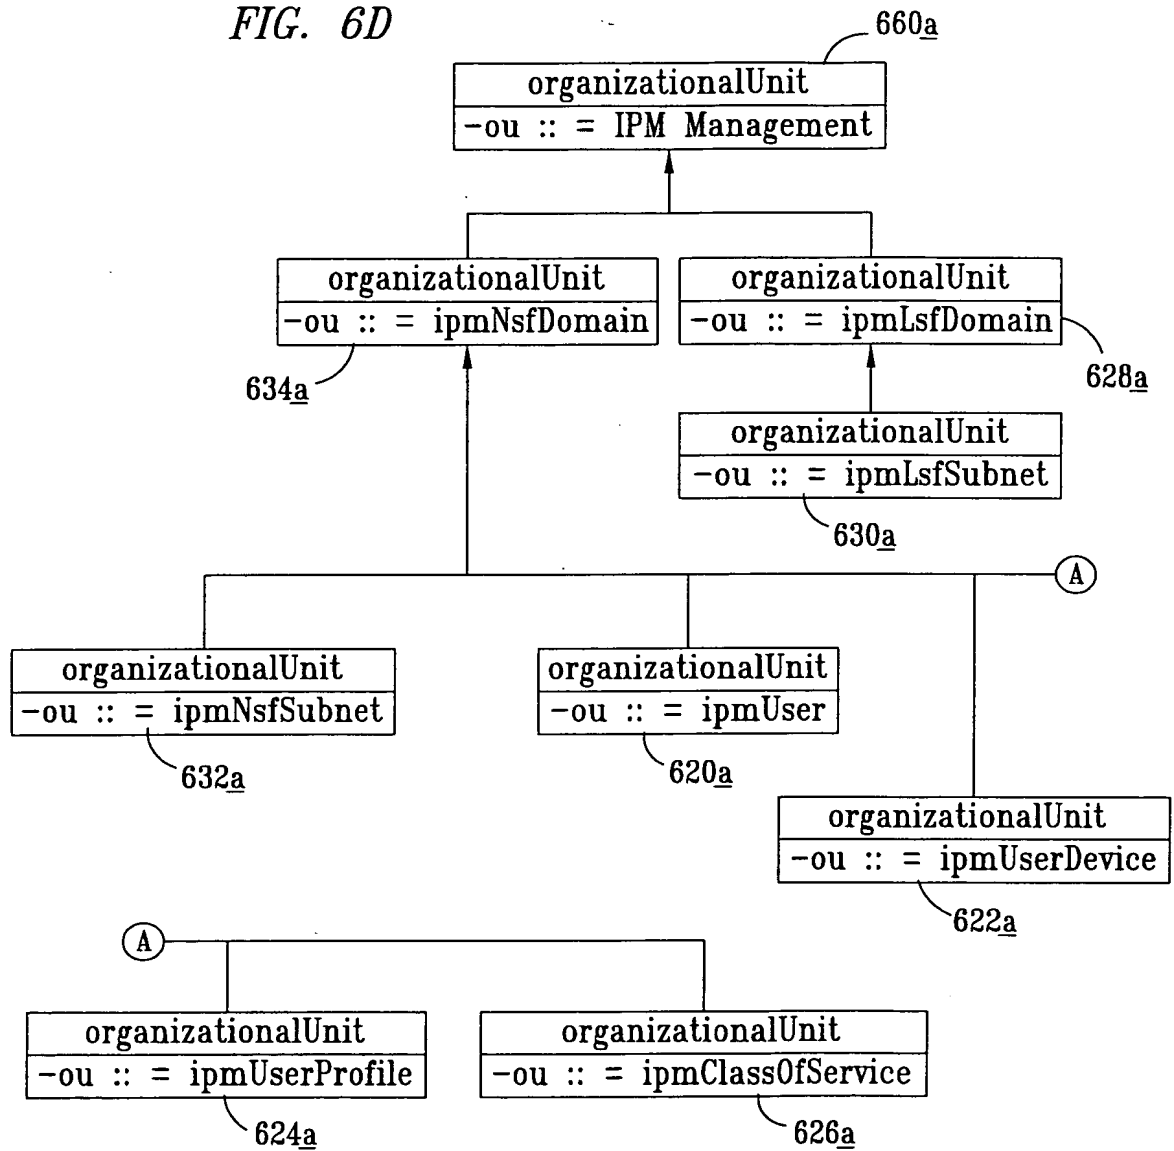 FIG. 6D
660a
organizationalUnit
-ou :: = IPM Management
organizationalUnit
-ou :: = ipmNsfDomain
634a
organizationalUnit
-ou :: = ipmLsfDomain
628a
organizationalUnit
-ou :: = ipmLsfSubnet
630a
A
organizationalUnit
-ou :: = ipmNsfSubnet
632a
organizationalUnit
-ou :: = ipmUser
620a
organizationalUnit
-ou :: = ipmUserDevice
622a
A
organizationalUnit
-ou :: = ipmUserProfile
624a
organizationalUnit
-ou :: = ipmClassOfService
626a